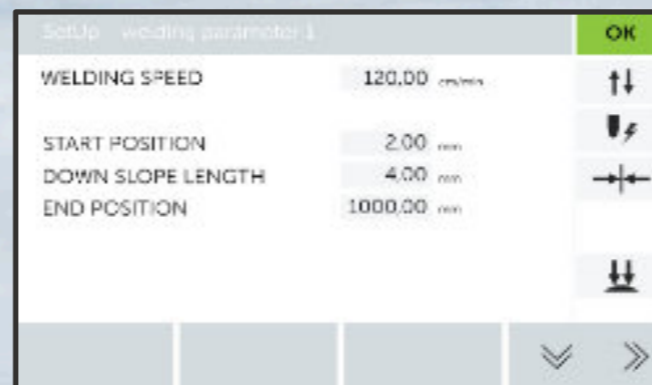 SetUp welding parameter 1
OK
WELDING SPEED 120,00 cm/min
START POSITION 2,00 mm
DOWN SLOPE LENGTH 4,00 mm
END POSITION 1000,00 mm